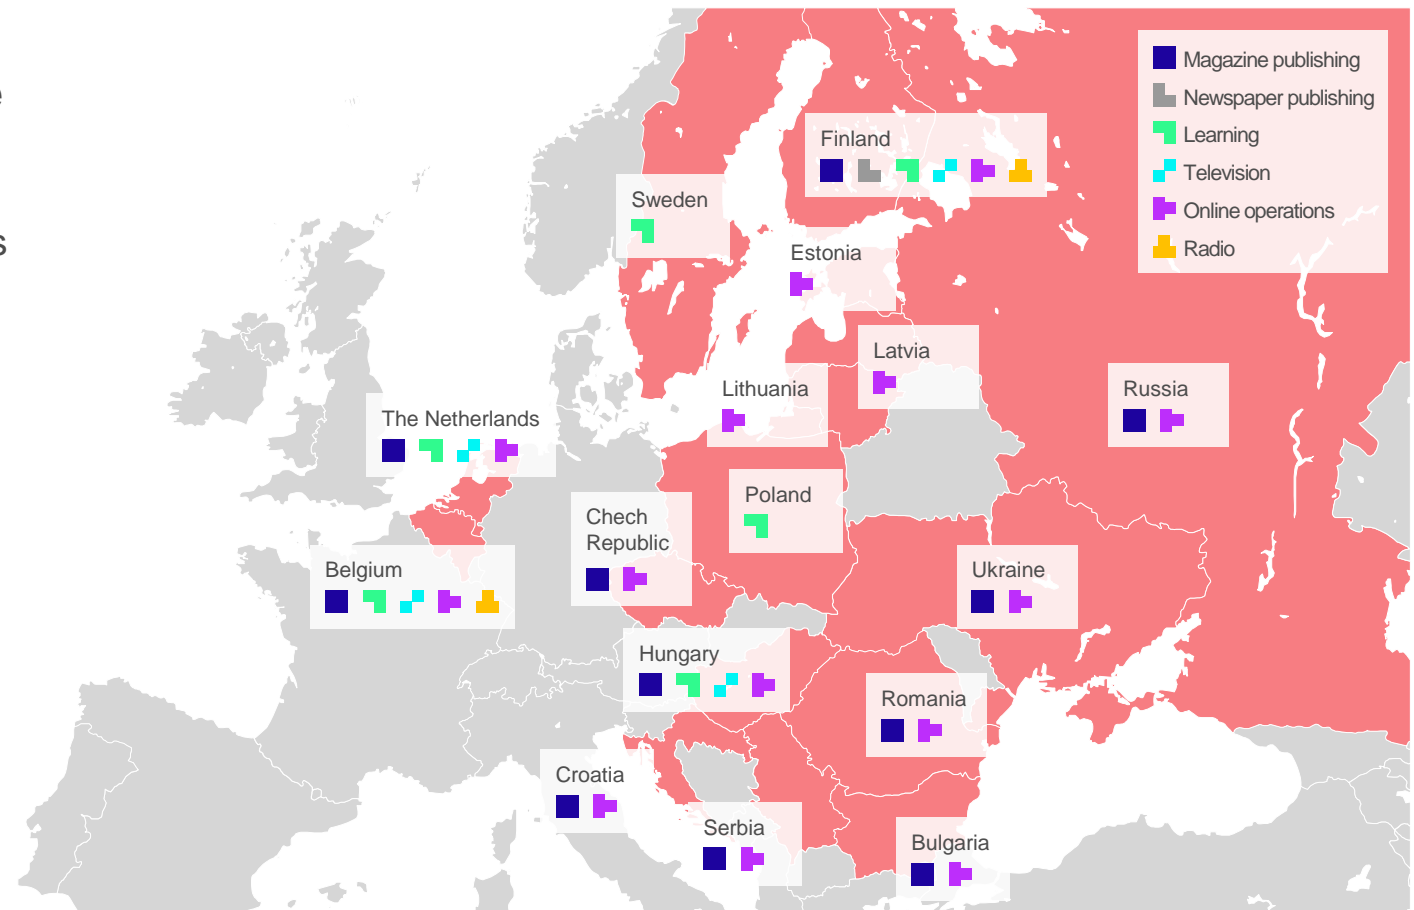 e
s
Magazine publishing
Newspaper publishing
Learning
Television
Online operations
Radio
Finland
Sweden
Estonia
Latvia
Lithuania
Russia
The Netherlands
Poland
Chech
Republic
Belgium
Ukraine
Hungary
Romania
Croatia
Serbia
Bulgaria